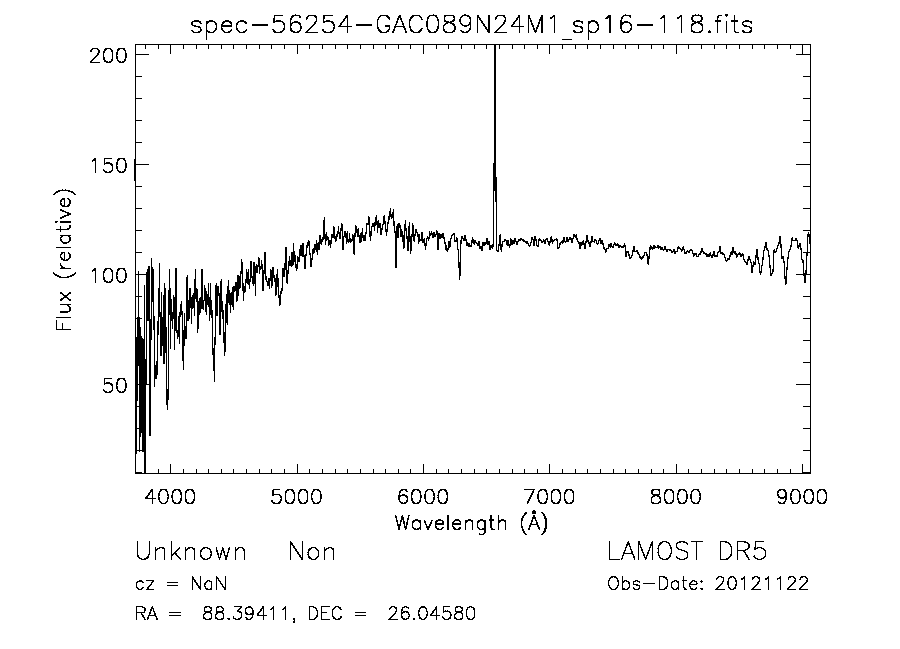 spec-56254-GAC089N24M1_sp16-118.fits
200
150
100
50
Flux (relative)
4000 5000 6000 7000 8000 9000
Wavelength (Å)
Unknown Non LAMOST DR5
cz = NaN Obs-Date: 20121122
RA = 88.39411, DEC = 26.04580